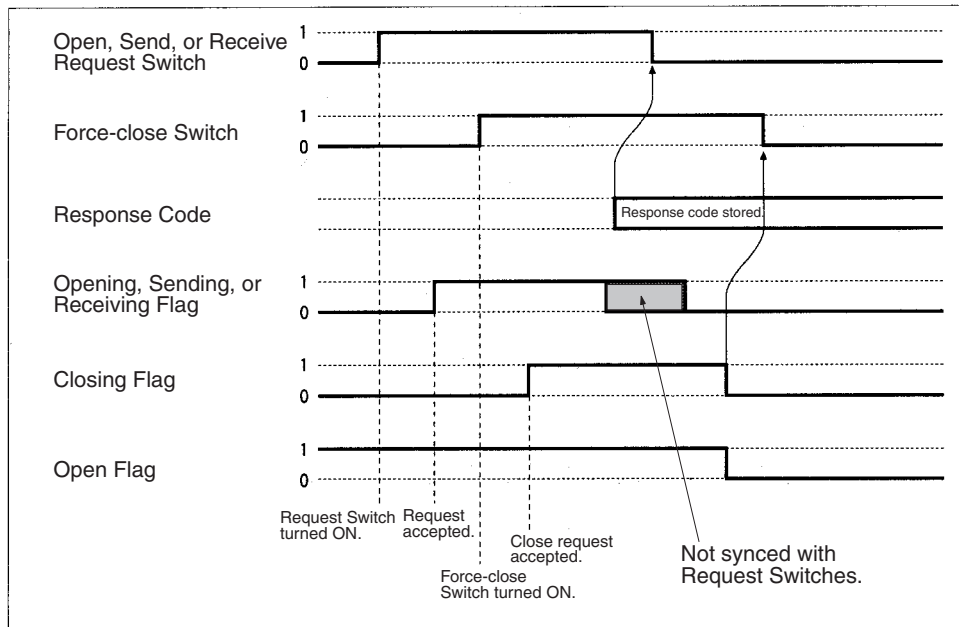 Open, Send, or Receive
Request Switch
1
0
Force-close Switch
1
0
Response Code
Response code stored.
Opening, Sending, or
Receiving Flag
1
0
Closing Flag
1
0
Open Flag
1
0
Request Switch
turned ON.
Request
accepted.
Close request
accepted.
Force-close
Switch turned ON.
Not synced with
Request Switches.